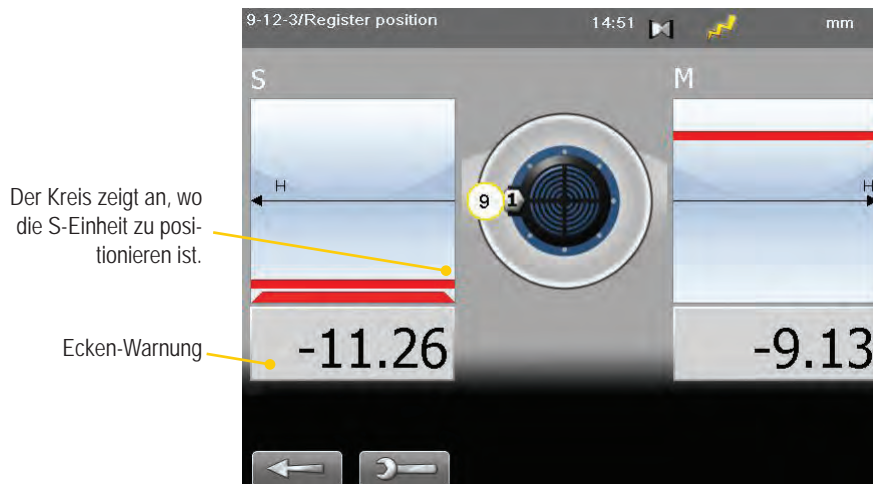 9-12-3/Register position 14:51 mm
S M
H H
Der Kreis zeigt an, wo
die S-Einheit zu posi-
tionieren ist.
9 1
Ecken-Warnung
-11.26 -9.13